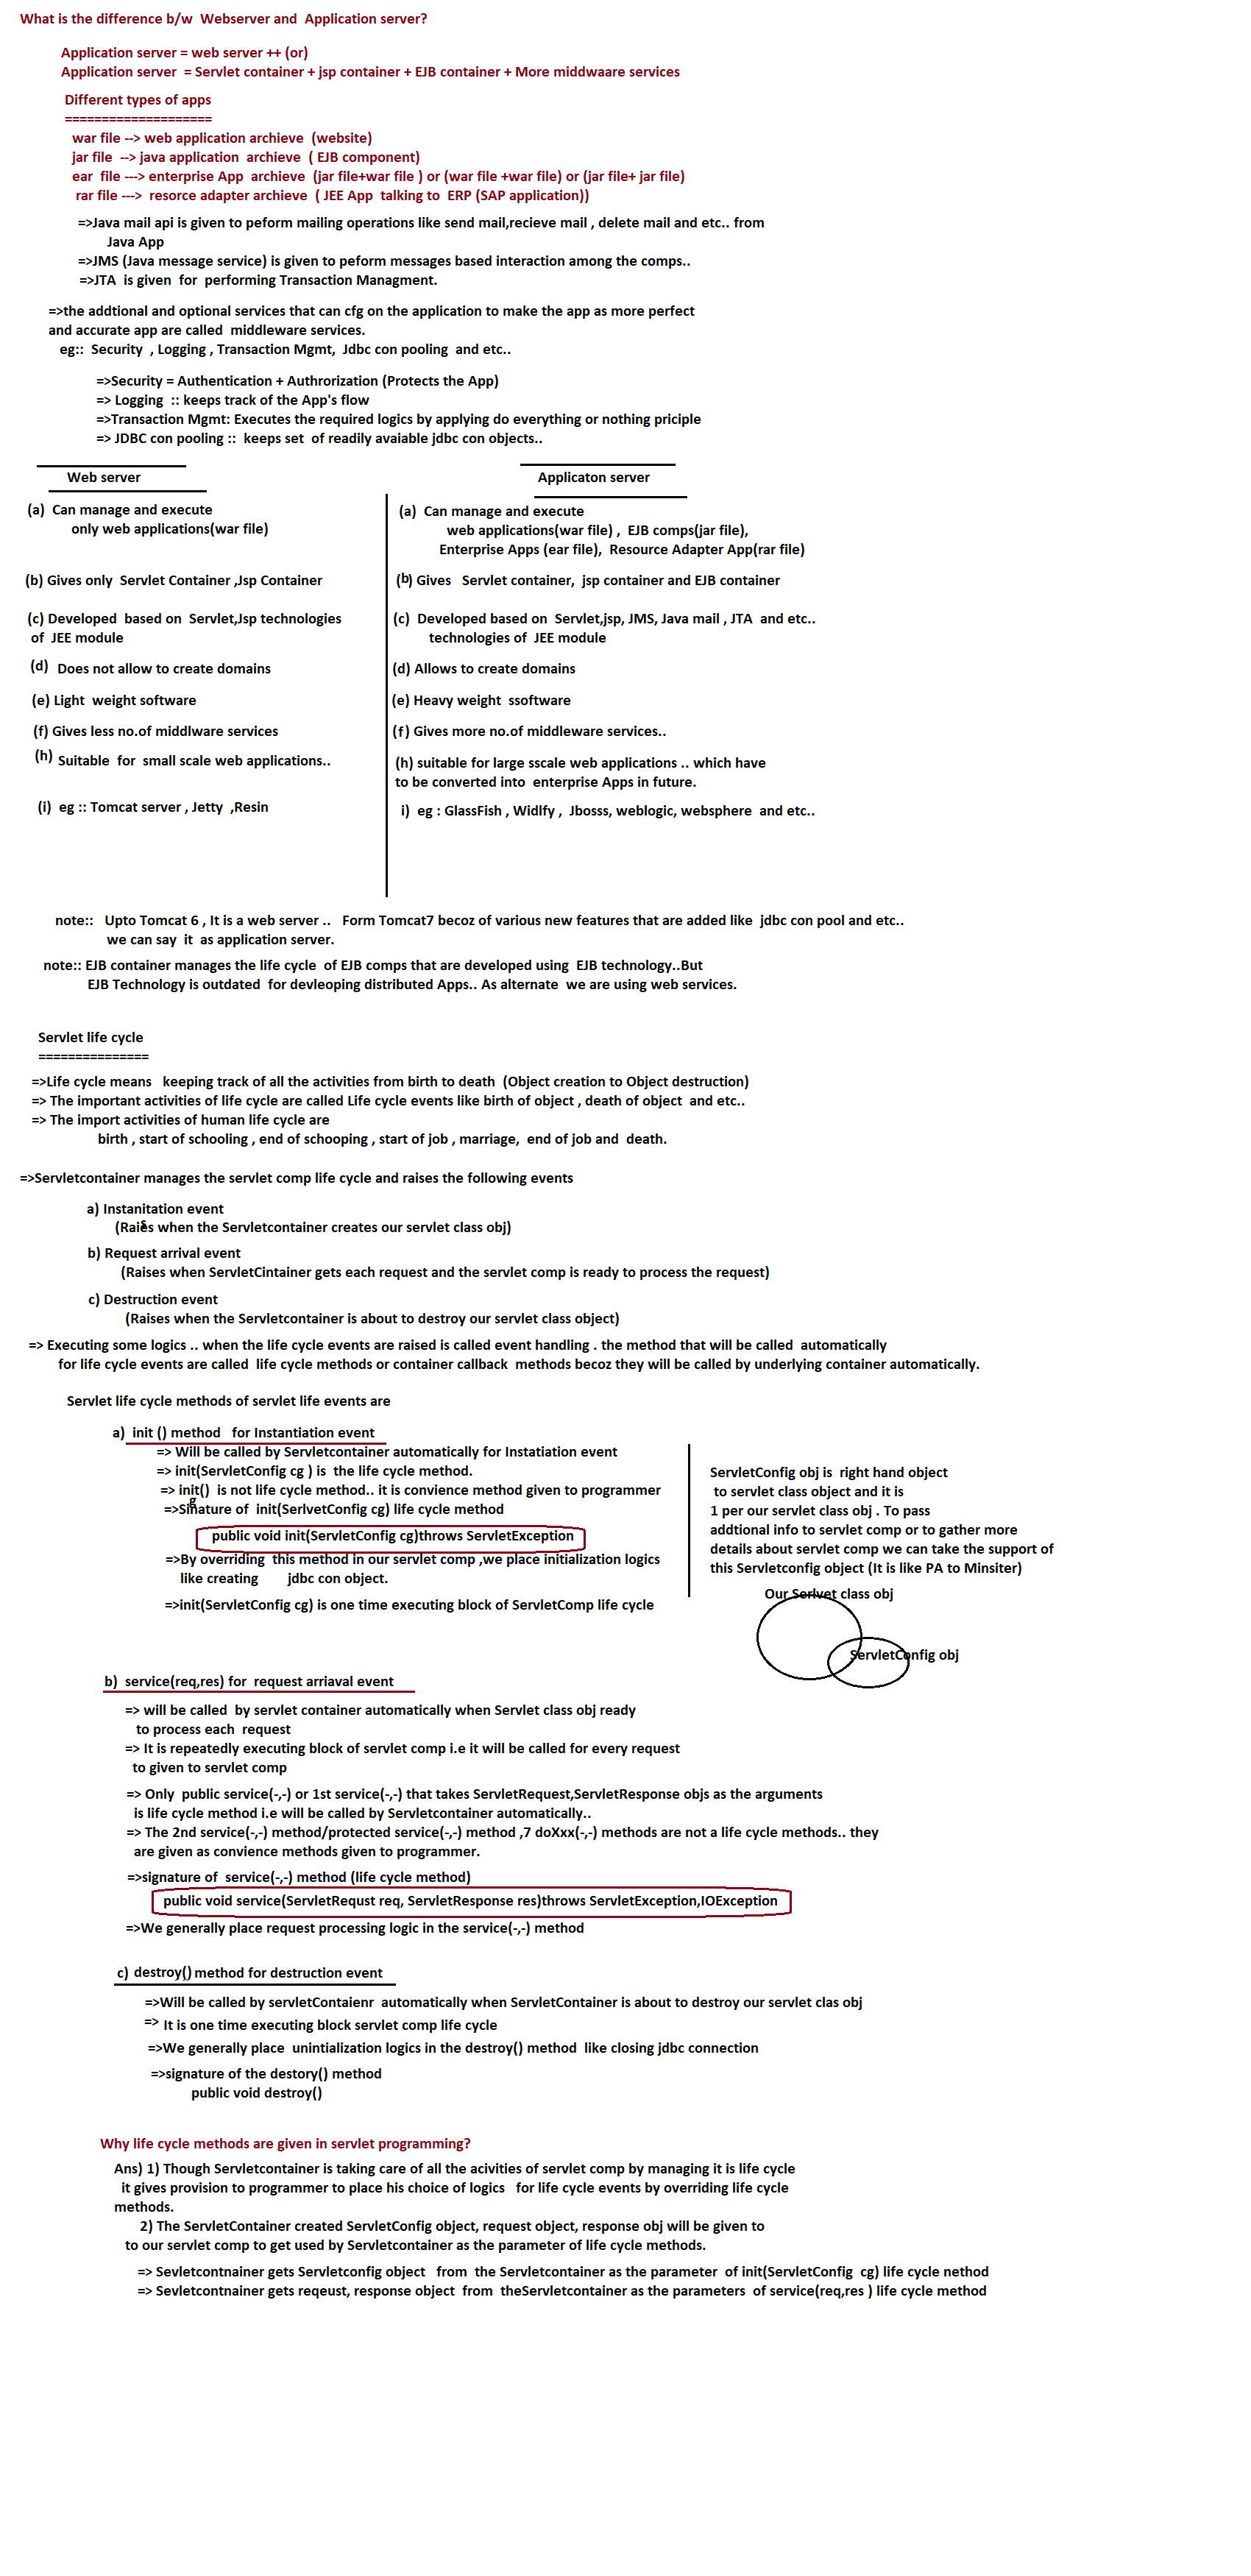 What is the difference b/w  Webserver and  Application server?
Application server = web server ++ (or)
Application server  = Servlet container + jsp container + EJB container + More middwaare services
Different types of apps
====================
war file --> web application archieve  (website)
jar file  --> java application  archieve  ( EJB component)
ear  file ---> enterprise App  archieve  (jar file+war file ) or (war file +war file) or (jar file+ jar file)
rar file --->  resorce adapter archieve  ( JEE App  talking to  ERP (SAP application))
=>Java mail api is given to peform mailing operations like send mail,recieve mail , delete mail and etc.. from
Java App
=>JMS (Java message service) is given to peform messages based interaction among the comps..
=>JTA  is given  for  performing Transaction Managment.
=>the addtional and optional services that can cfg on the application to make the app as more perfect
and accurate app are called  middleware services.
eg::  Security  , Logging , Transaction Mgmt,  Jdbc con pooling  and etc..
=>Security = Authentication + Authrorization (Protects the App)
=> Logging  :: keeps track of the App's flow
=>Transaction Mgmt: Executes the required logics by applying do everything or nothing priciple
=> JDBC con pooling ::  keeps set  of readily avaiable jdbc con objects..
Web server
(a)  Can manage and execute
only web applications(war file)
(b) Gives only  Servlet Container ,Jsp Container
(c) Developed  based on  Servlet,Jsp technologies
of  JEE module
(d)  Does not allow to create domains
(e) Light  weight software
(f) Gives less no.of middlware services
(h) Suitable  for  small scale web applications..
(i)  eg :: Tomcat server , Jetty  ,Resin
Applicaton server
(a)  Can manage and execute
web applications(war file) ,  EJB comps(jar file),
Enterprise Apps (ear file),  Resource Adapter App(rar file)
(b) Gives   Servlet container,  jsp container and EJB container
(c)  Developed based on  Servlet,jsp, JMS, Java mail , JTA  and etc..
technologies of  JEE module
(d) Allows to create domains
(e) Heavy weight  ssoftware
(f) Gives more no.of middleware services..
(h) suitable for large sscale web applications .. which have
to be converted into  enterprise Apps in future.
i)  eg : GlassFish , Widlfy ,  Jbosss, weblogic, websphere  and etc..
note::   Upto Tomcat 6 , It is a web server ..   Form Tomcat7 becoz of various new features that are added like  jdbc con pool and etc..
we can say  it  as application server.
note:: EJB container manages the life cycle  of EJB comps that are developed using  EJB technology..But
EJB Technology is outdated  for devleoping distributed Apps.. As alternate  we are using web services.
Servlet life cycle
===============
=>Life cycle means   keeping track of all the activities from birth to death  (Object creation to Object destruction)
=> The important activities of life cycle are called Life cycle events like birth of object , death of object  and etc..
=> The import activities of human life cycle are
birth , start of schooling , end of schooping , start of job , marriage,  end of job and  death.
=>Servletcontainer manages the servlet comp life cycle and raises the following events
a) Instanitation event
(Raises when the Servletcontainer creates our servlet class obj)
b) Request arrival event
(Raises when ServletCintainer gets each request and the servlet comp is ready to process the request)
c) Destruction event
(Raises when the Servletcontainer is about to destroy our servlet class object)
=> Executing some logics .. when the life cycle events are raised is called event handling . the method that will be called  automatically
for life cycle events are called  life cycle methods or container callback  methods becoz they will be called by underlying container automatically.
Servlet life cycle methods of servlet life events are
a)  init () method   for Instantiation event
=> Will be called by Servletcontainer automatically for Instatiation event
=> init(ServletConfig cg ) is  the life cycle method.
=> init()  is not life cycle method.. it is convience method given to programmer
=>Signature of  init(SerlvetConfig cg) life cycle method
public void init(ServletConfig cg)throws ServletException
=>By overriding  this method in our servlet comp ,we place initialization logics
like creating        jdbc con object.
=>init(ServletConfig cg) is one time executing block of ServletComp life cycle
ServletConfig obj is  right hand object
to servlet class object and it is
1 per our servlet class obj . To pass
addtional info to servlet comp or to gather more
details about servlet comp we can take the support of
this Servletconfig object (It is like PA to Minsiter)
Our Serlvet class obj
ServletConfig obj
b)  service(req,res) for  request arriaval event
=> will be called  by servlet container automatically when Servlet class obj ready
to process each  request
=> It is repeatedly executing block of servlet comp i.e it will be called for every request
to given to servlet comp
=> Only  public service(-,-) or 1st service(-,-) that takes ServletRequest,ServletResponse objs as the arguments
is life cycle method i.e will be called by Servletcontainer automatically..
=> The 2nd service(-,-) method/protected service(-,-) method ,7 doXxx(-,-) methods are not a life cycle methods.. they
are given as convience methods given to programmer.
=>signature of  service(-,-) method (life cycle method)
public void service(ServletRequst req, ServletResponse res)throws ServletException,IOException
=>We generally place request processing logic in the service(-,-) method
c)  destroy() method for destruction event
=>Will be called by servletContaienr  automatically when ServletContainer is about to destroy our servlet clas obj
=> It is one time executing block servlet comp life cycle
=>We generally place  unintialization logics in the destroy() method  like closing jdbc connection
=>signature of the destory() method
public void destroy()
Why life cycle methods are given in servlet programming?
Ans) 1) Though Servletcontainer is taking care of all the acivities of servlet comp by managing it is life cycle
it gives provision to programmer to place his choice of logics   for life cycle events by overriding life cycle
methods.
2) The ServletContainer created ServletConfig object, request object, response obj will be given to
to our servlet comp to get used by Servletcontainer as the parameter of life cycle methods.
=> Sevletcontnainer gets Servletconfig object   from  the Servletcontainer as the parameter  of init(ServletConfig  cg) life cycle nethod
=> Sevletcontnainer gets reqeust, response object  from  theServletcontainer as the parameters  of service(req,res ) life cycle method